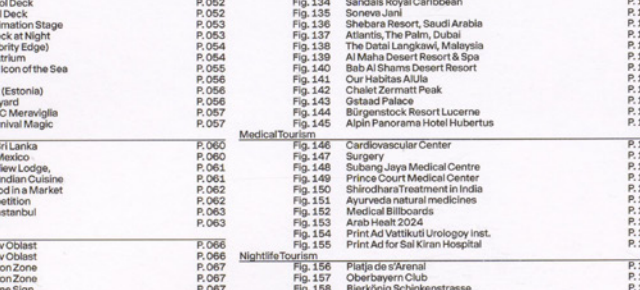 ol Deck P. 052
l Deck P. 052
mation Stage P. 053
ck at Night P. 053
ority Edge) P. 054
trium P. 054
Icon of the Sea P. 055
P. 056
(Estonia) P. 056
yard P. 056
C Meraviglia P. 057
nival Magic P. 057
Sri Lanka P. 060
Mexico P. 060
iew Lodge, P. 061
ndian Cuisine P. 061
od in a Market P. 062
etition P. 062
stanbul P. 063
P. 063
v Oblast P. 066
v Oblast P. 066
on Zone P. 067
on Zone P. 067
P. 067
Fig. 134 Sandals Royal Caribbean
Fig. 135 Soneva Jani
Fig. 136 Shebara Resort, Saudi Arabia
Fig. 137 Atlantis, The Palm, Dubai
Fig. 138 The Datai Langkawi, Malaysia
Fig. 139 Al Maha Desert Resort & Spa
Fig. 140 Bab Al Shams Desert Resort
Fig. 141 Our Habitas AlUla
Fig. 142 Chalet Zermatt Peak
Fig. 143 Gstaad Palace
Fig. 144 Bürgenstock Resort Lucerne
Fig. 145 Alpin Panorama Hotel Hubertus
Medical Tourism
Fig. 146 Cardiovascular Center
Fig. 147 Surgery
Fig. 148 Subang Jaya Medical Centre
Fig. 149 Prince Court Medical Center
Fig. 150 Shirodhara Treatment in India
Fig. 151 Ayurveda natural medicines
Fig. 152 Medical Billboards
Fig. 153 Arab Healt 2024
Fig. 154 Print Ad Vattikuti Urologoy Inst.
Fig. 155 Print Ad for Sai Kiran Hospital
Nightlife Tourism
Fig. 156 Platja de s'Arenal
Fig. 157 Oberbayern Club
Fig. 158 Bierkönig Schinkenstrasse